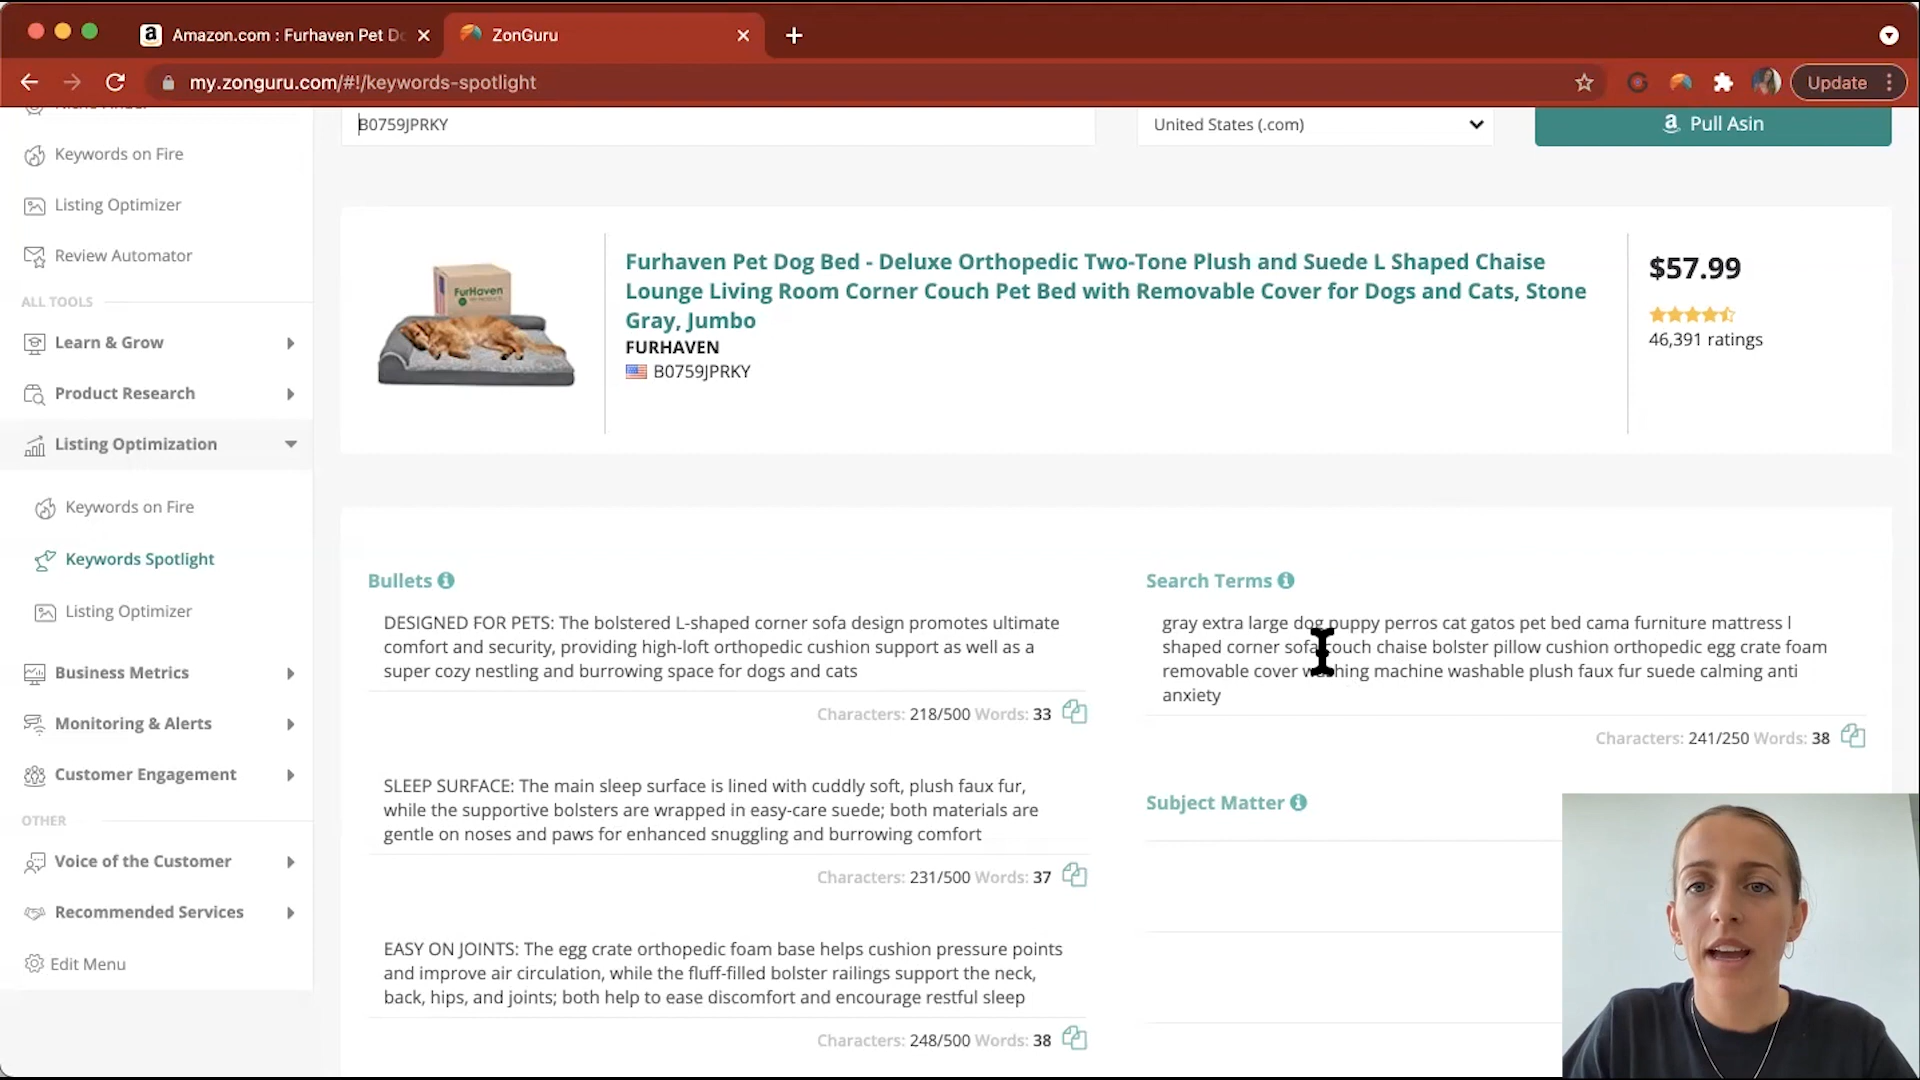 Amazon.com : Furhaven Pet Do
ZonGuru
my.zonguru.com/#!/keywords-spotlight
Update
B0759JPRKY
United States (.com)
Pull Asin
Keywords on Fire
Listing Optimizer
Review Automator
ALL TOOLS
Learn & Grow
Product Research
Listing Optimization
Keywords on Fire
Keywords Spotlight
Listing Optimizer
Business Metrics
Monitoring & Alerts
Customer Engagement
OTHER
Voice of the Customer
Recommended Services
Edit Menu
FurHaven
Furhaven Pet Dog Bed - Deluxe Orthopedic Two-Tone Plush and Suede L Shaped Chaise
Lounge Living Room Corner Couch Pet Bed with Removable Cover for Dogs and Cats, Stone
Gray, Jumbo
FURHAVEN
B0759JPRKY
$57.99
46,391 ratings
Bullets
DESIGNED FOR PETS: The bolstered L-shaped corner sofa design promotes ultimate
comfort and security, providing high-loft orthopedic cushion support as well as a
super cozy nestling and burrowing space for dogs and cats
Characters: 218/500 Words: 33
SLEEP SURFACE: The main sleep surface is lined with cuddly soft, plush faux fur,
while the supportive bolsters are wrapped in easy-care suede; both materials are
gentle on noses and paws for enhanced snuggling and burrowing comfort
Characters: 231/500 Words: 37
EASY ON JOINTS: The egg crate orthopedic foam base helps cushion pressure points
and improve air circulation, while the fluff-filled bolster railings support the neck,
back, hips, and joints; both help to ease discomfort and encourage restful sleep
Characters: 248/500 Words: 38
Search Terms
gray extra large dog puppy perros cat gatos pet bed cama furniture mattress l
shaped corner sofa couch chaise bolster pillow cushion orthopedic egg crate foam
removable cover washing machine washable plush faux fur suede calming anti
anxiety
Characters: 241/250 Words: 38
Subject Matter